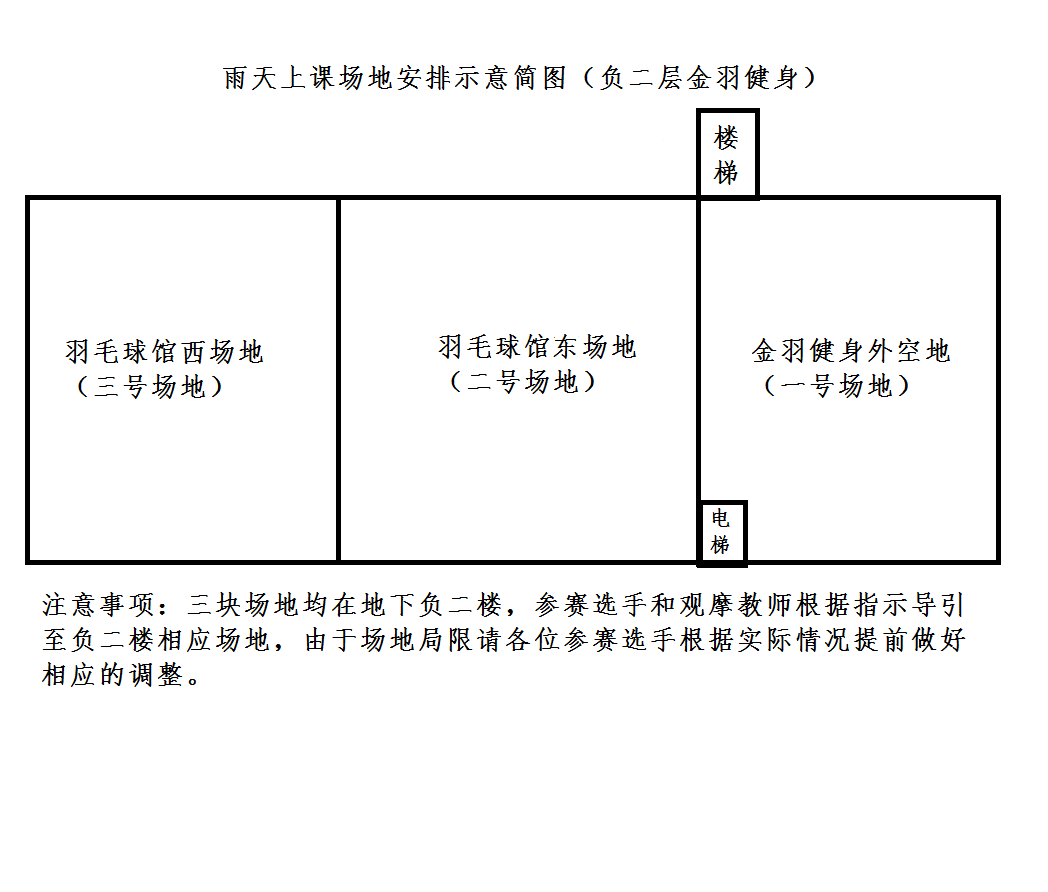 雨天上课场地安排示意简图（负二层金羽健身）
楼
梯
羽毛球馆西场地
（三号场地）
羽毛球馆东场地
（二号场地）
金羽健身外空地
（一号场地）
电
梯
注意事项：三块场地均在地下负二楼，参赛选手和观摩教师根据指示导引
至负二楼相应场地，由于场地局限请各位参赛选手根据实际情况提前做好
相应的调整。